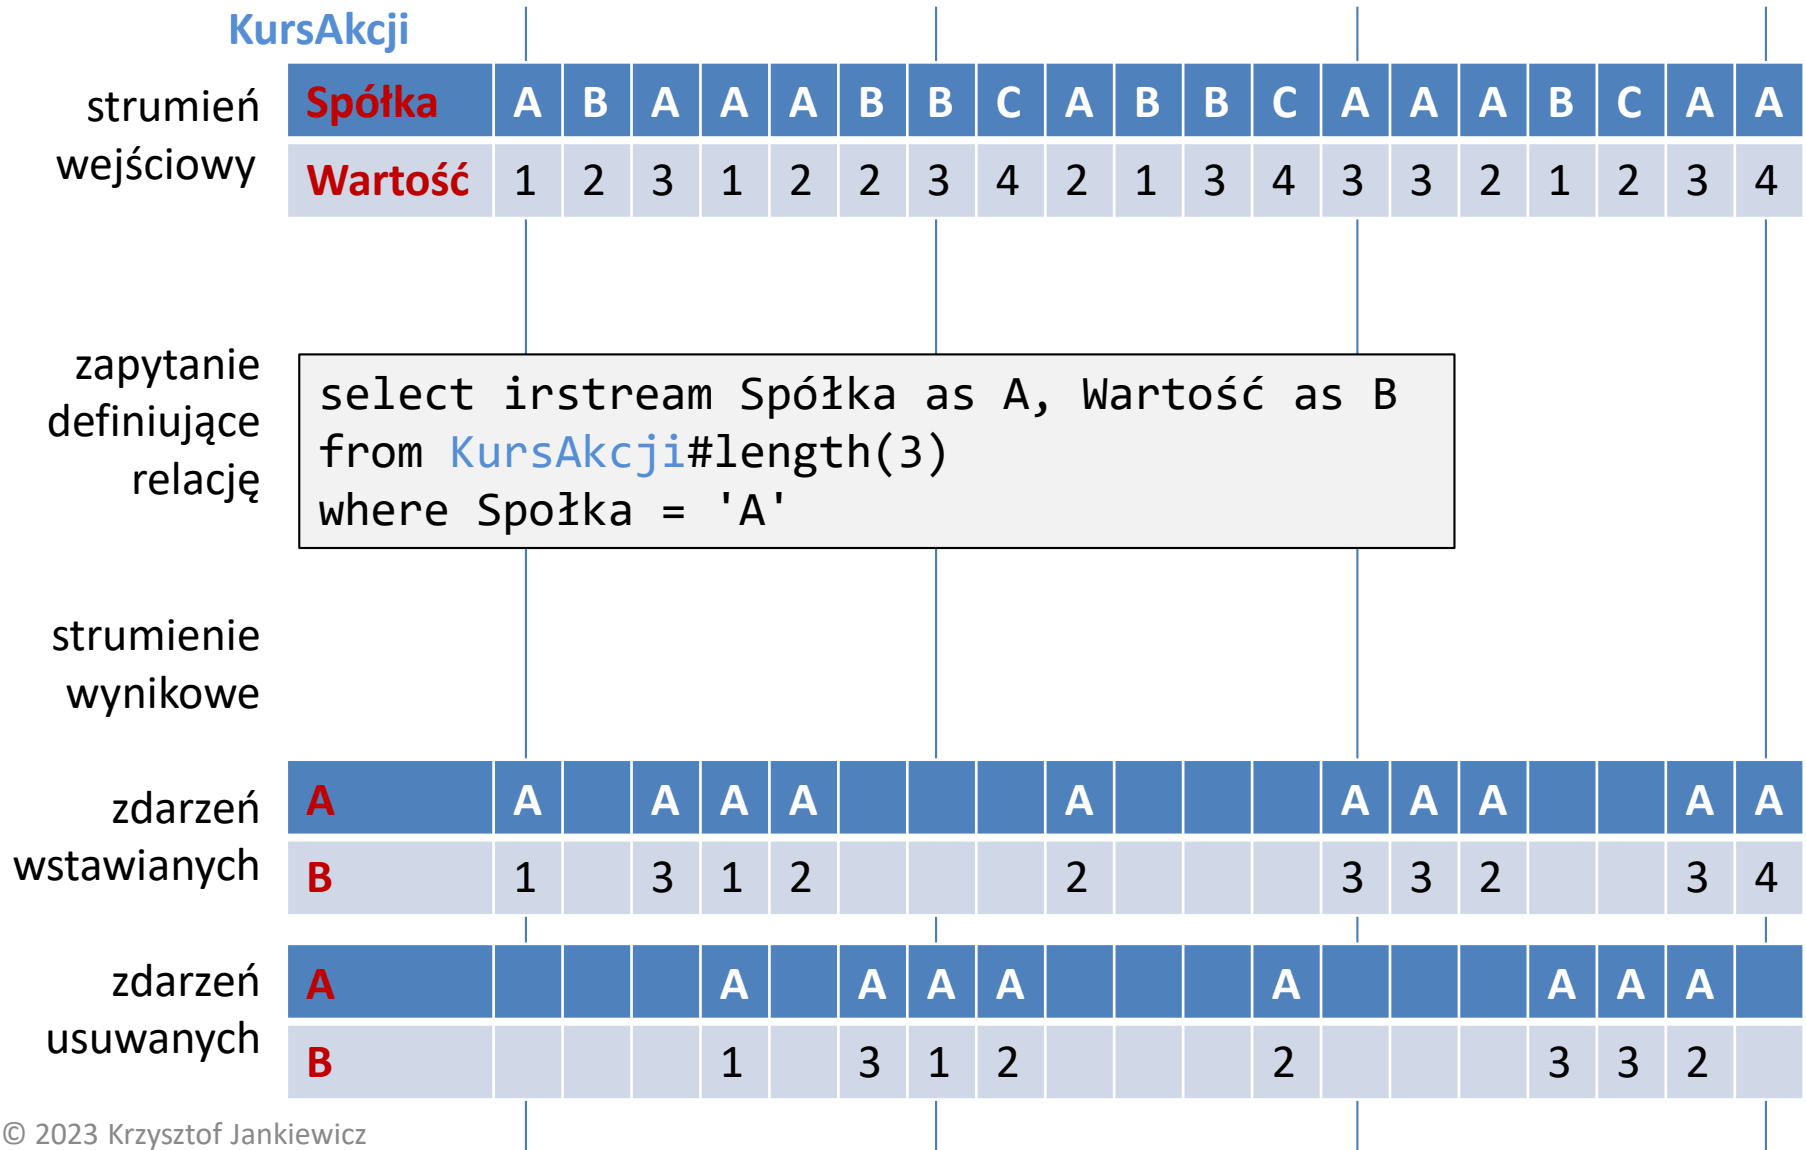 KursAkcji
strumień
wejściowy
Spółka A B A A A B B C A B B C A A A B C A A
Wartość 1 2 3 1 2 2 3 4 2 1 3 4 3 3 2 1 2 3 4
zapytanie
definiujące
relację
select irstream Spółka as A, Wartość as B
from KursAkcji#length(3)
where Społka = 'A'
strumienie
wynikowe
zdarzeń
wstawianych
A A A A A A A A A A A
B 1 3 1 2 2 3 3 2 3 4
zdarzeń
usuwanych
A A A A A A A A A
B 1 3 1 2 2 3 3 2
© 2023 Krzysztof Jankiewicz